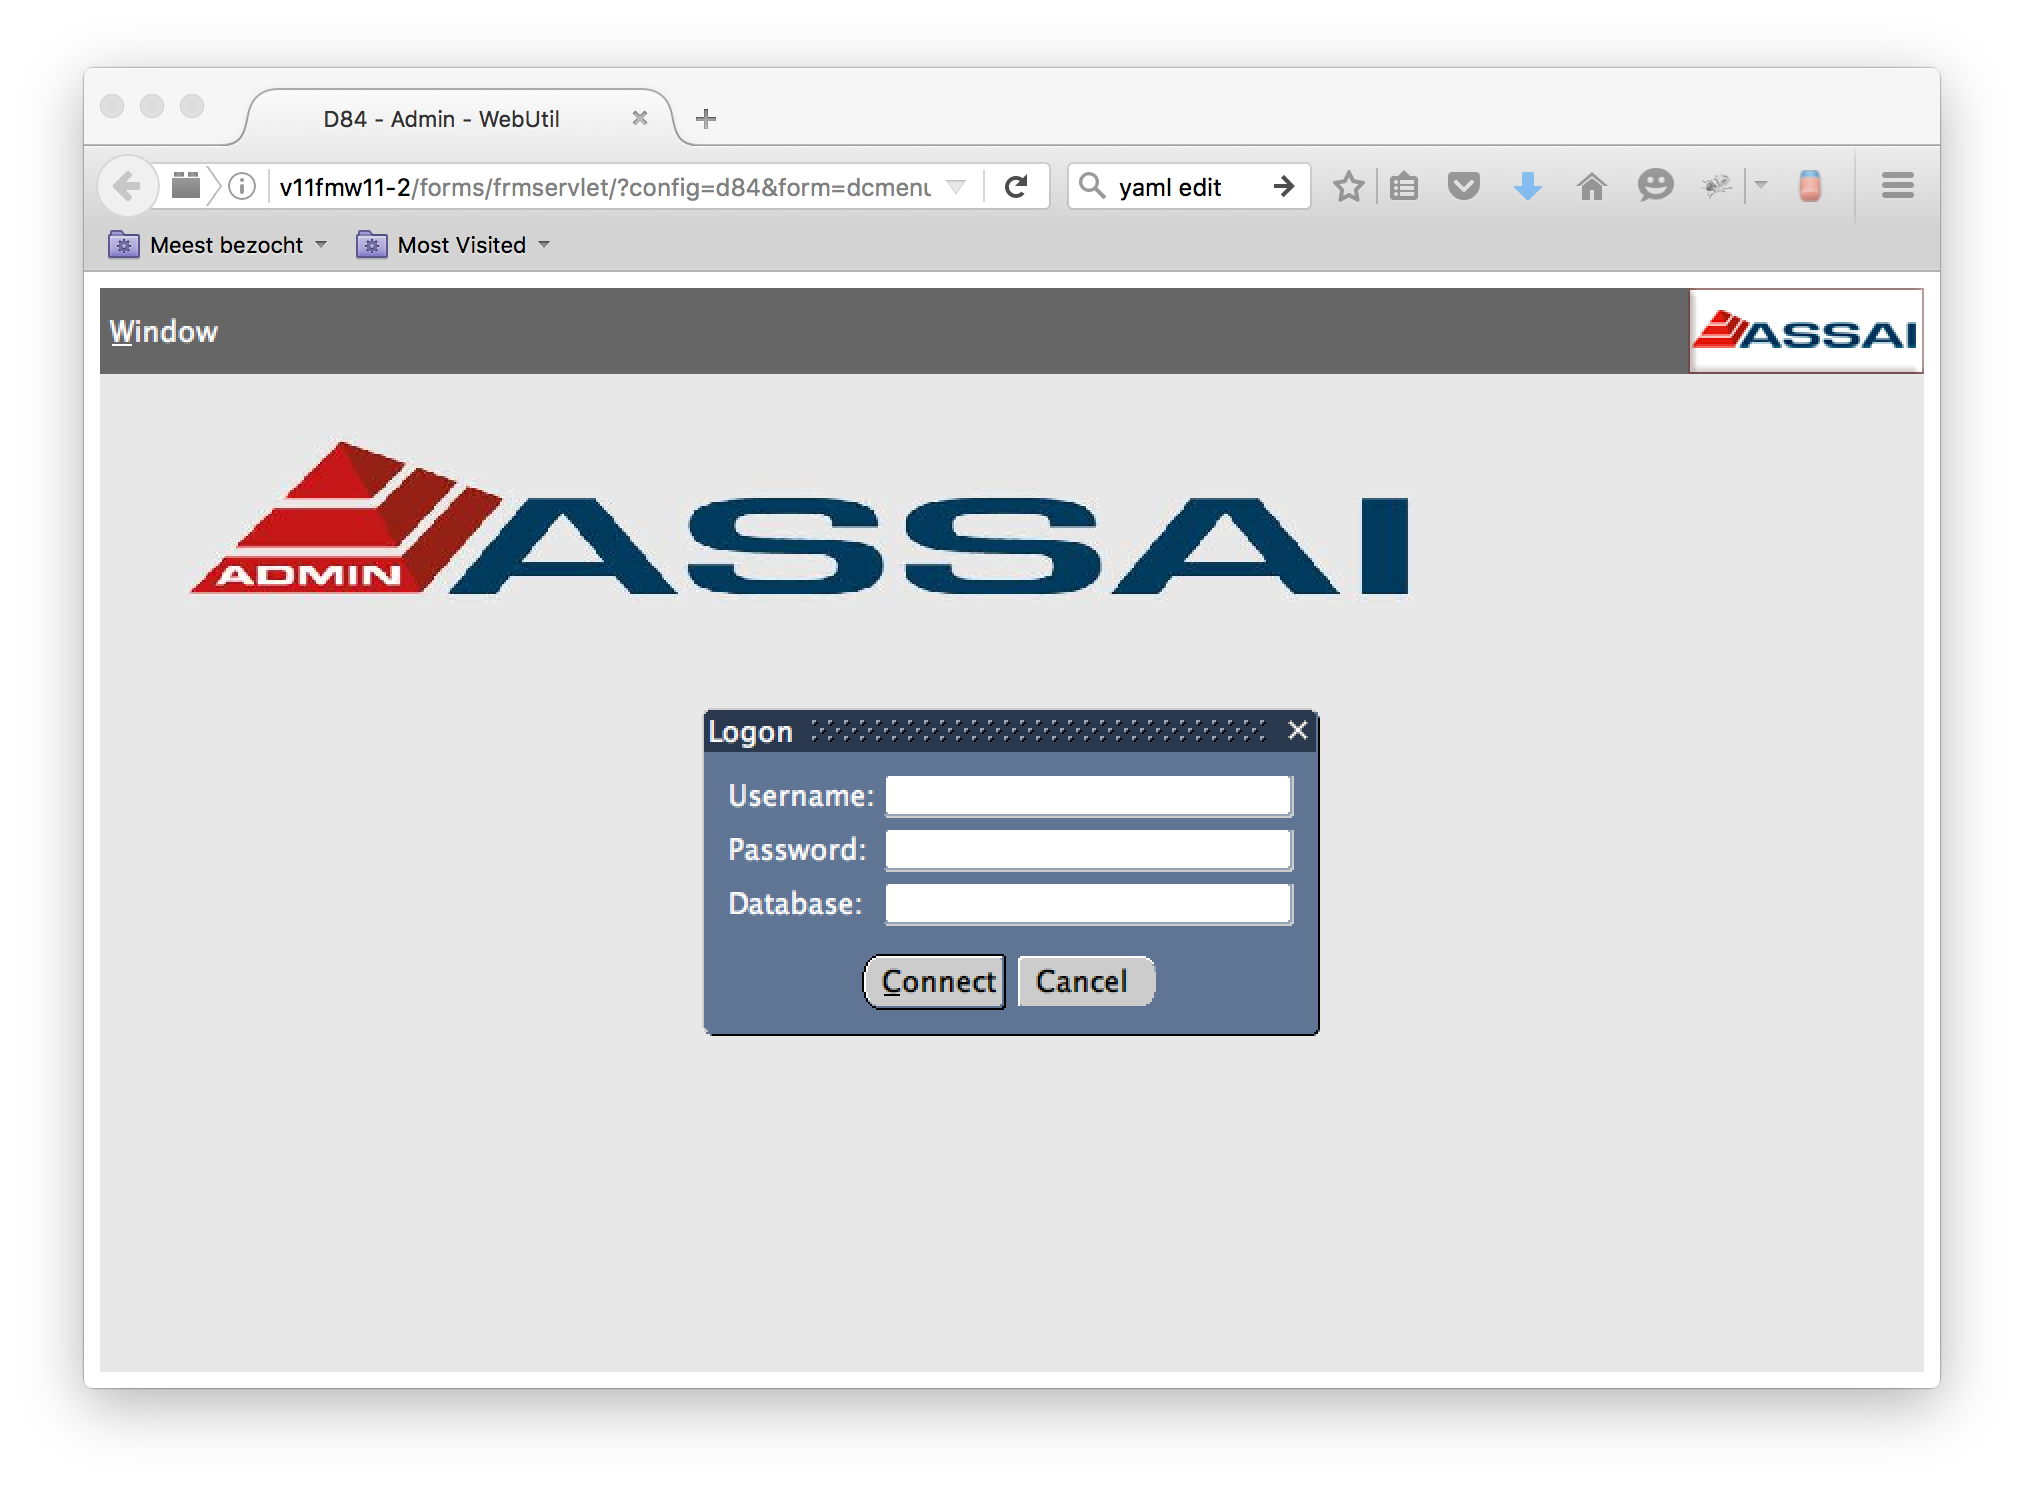 D84 - Admin - WebUtil
v11fmw11-2/forms/frmservlet/?config=d84&form=dcmenu
yaml edit
Meest bezocht
Most Visited
Window
ASSAI
ADMIN ASSAI
Logon
Username:
Password:
Database:
Connect
Cancel